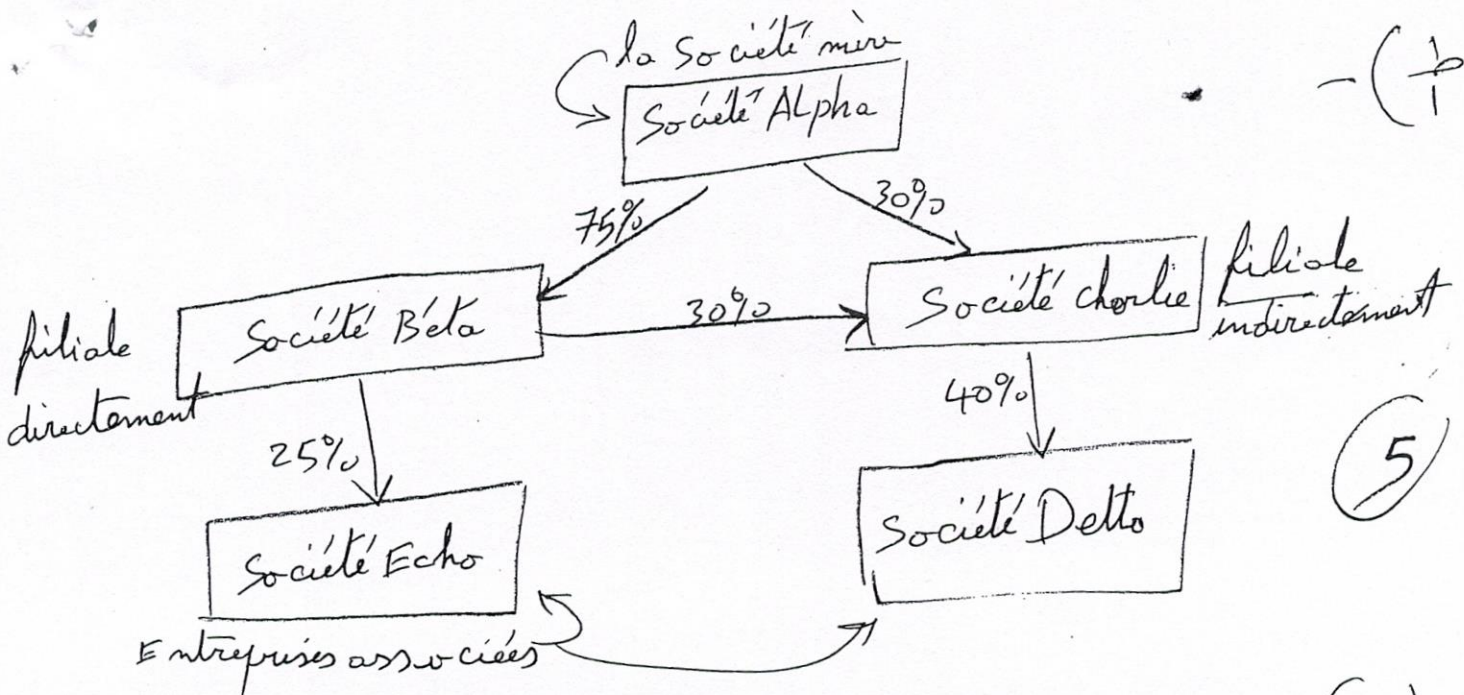 la Société mère
Société ALpha
75%
30%
Société Béta
30%
Société charlie
filiale
directement
filiale
indirectement
25%
40%
5
Société Echo
Société Delta
Entreprises associées